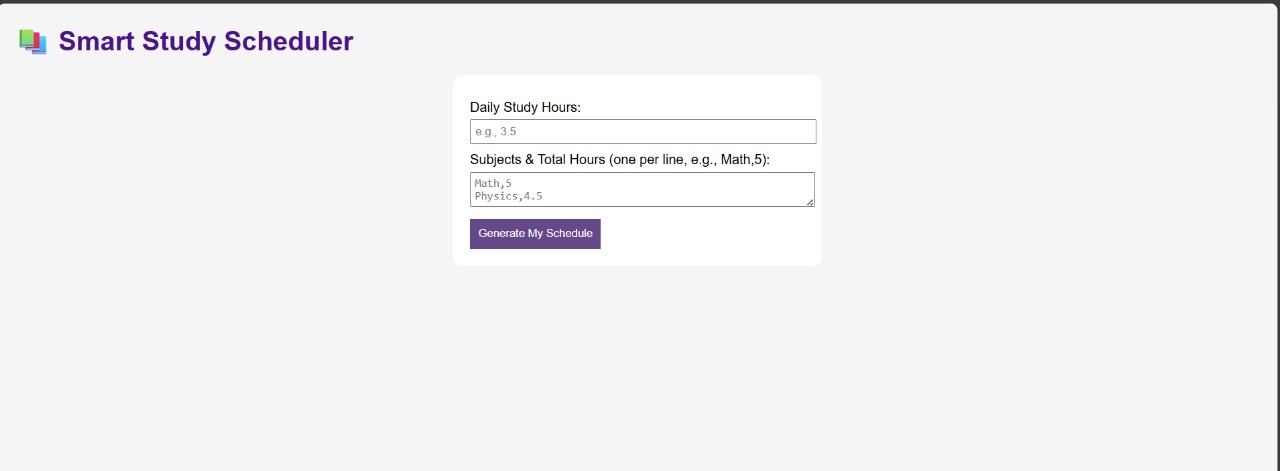 Smart Study Scheduler
Daily Study Hours:
e.g., 3.5
Subjects & Total Hours (one per line, e.g., Math,5):
Math,5
Physics,4.5
Generate My Schedule